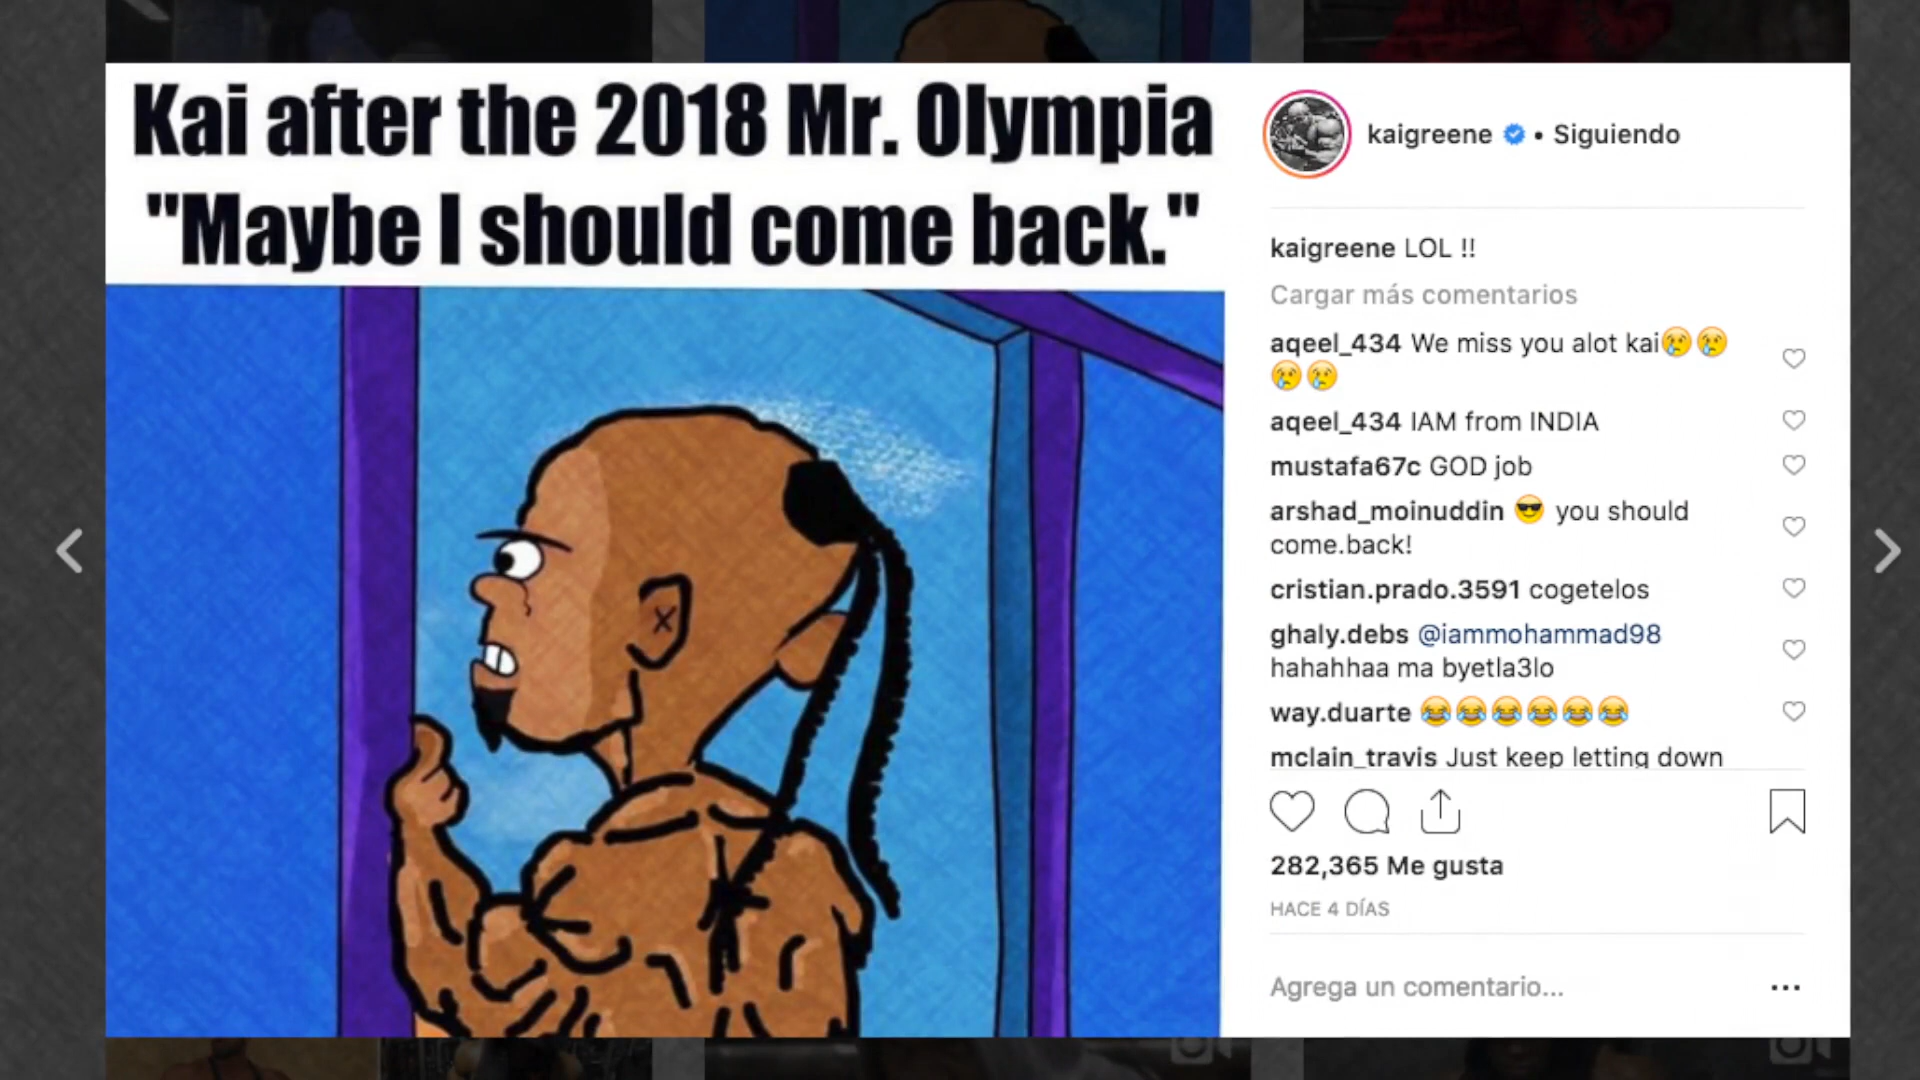 Kai after the 2018 Mr. Olympia
"Maybe I should come back."
kaigreene • Siguiendo
kaigreene LOL !!
Cargar más comentarios
aqeel_434 We miss you alot kai😢😢
😢😢
aqeel_434 IAM from INDIA
mustafa67c GOD job
arshad_moinuddin 😎 you should
come.back!
cristian.prado.3591 cogetelos
ghaly.debs @iammohammad98
hahahhaa ma byetla3lo
way.duarte 😂😂😂😂😂😂
mclain_travis Just keep letting down
282,365 Me gusta
HACE 4 DÍAS
Agrega un comentario...